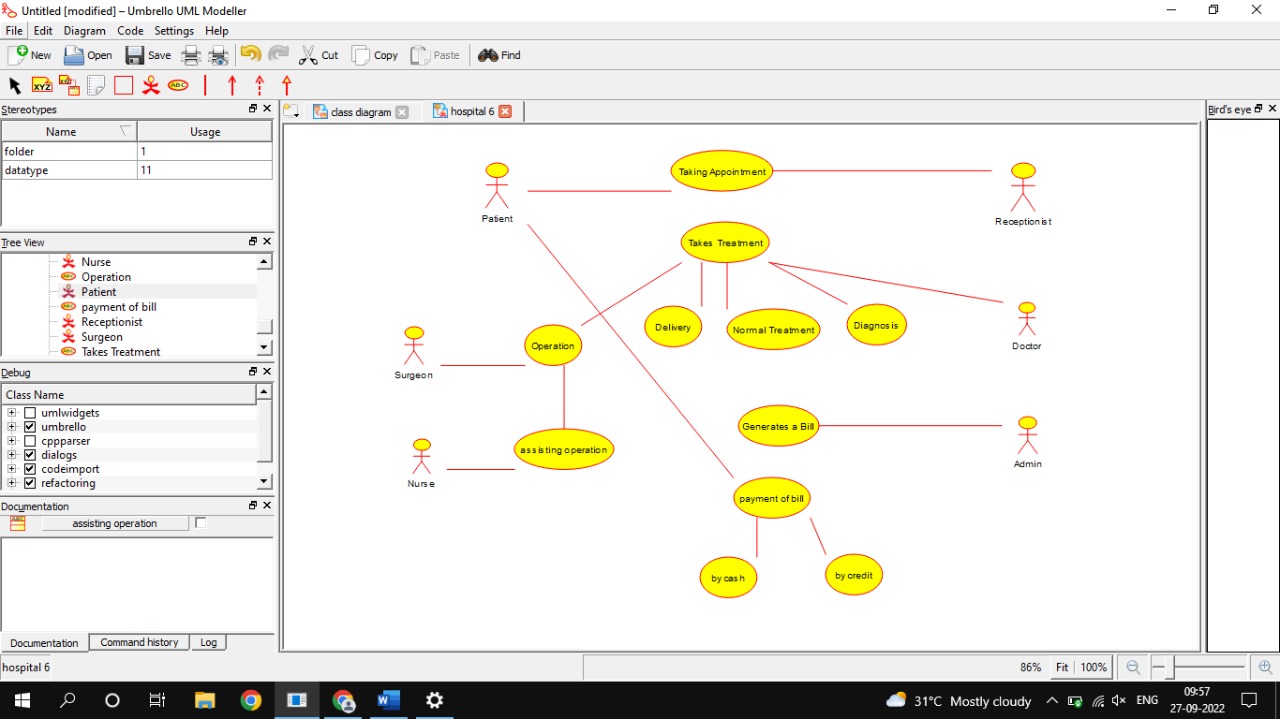 Untitled [modified] – Umbrello UML Modeller
File Edit Diagram Code Settings Help
New Open Save Cut Copy Paste Find
XYZ ABC
Stereotypes
Name Usage
folder 1
datatype 11
Tree View
Nurse
Operation
Patient
payment of bill
Receptionist
Surgeon
Takes Treatment
Debug
Class Name
umlwidgets
umbrello
cppparser
dialogs
codeimport
refactoring
Documentation
assisting operation
Documentation Command history Log
hospital 6
class diagram hospital 6
Bird's eye
Taking Appointment
Patient
Receptionist
Takes Treatment
Delivery
Normal Treatment
Diagnosis
Operation
Doctor
Surgeon
Generates a Bill
assisting operation
Admin
Nurse
payment of bill
by cash
by credit
86% Fit 100%
31°C Mostly cloudy
ENG
09:57
27-09-2022